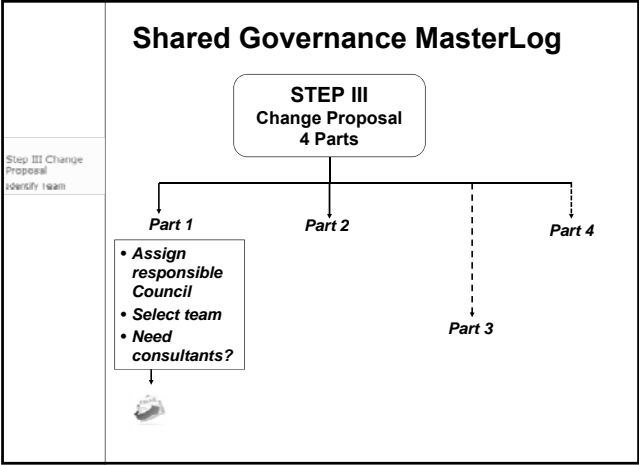 Shared Governance MasterLog
STEP III
Change Proposal
4 Parts
Step III Change
Proposal
Identify Team
Part 1
Part 2
Part 4
• Assign
responsible
Council
• Select team
• Need
consultants?
Part 3